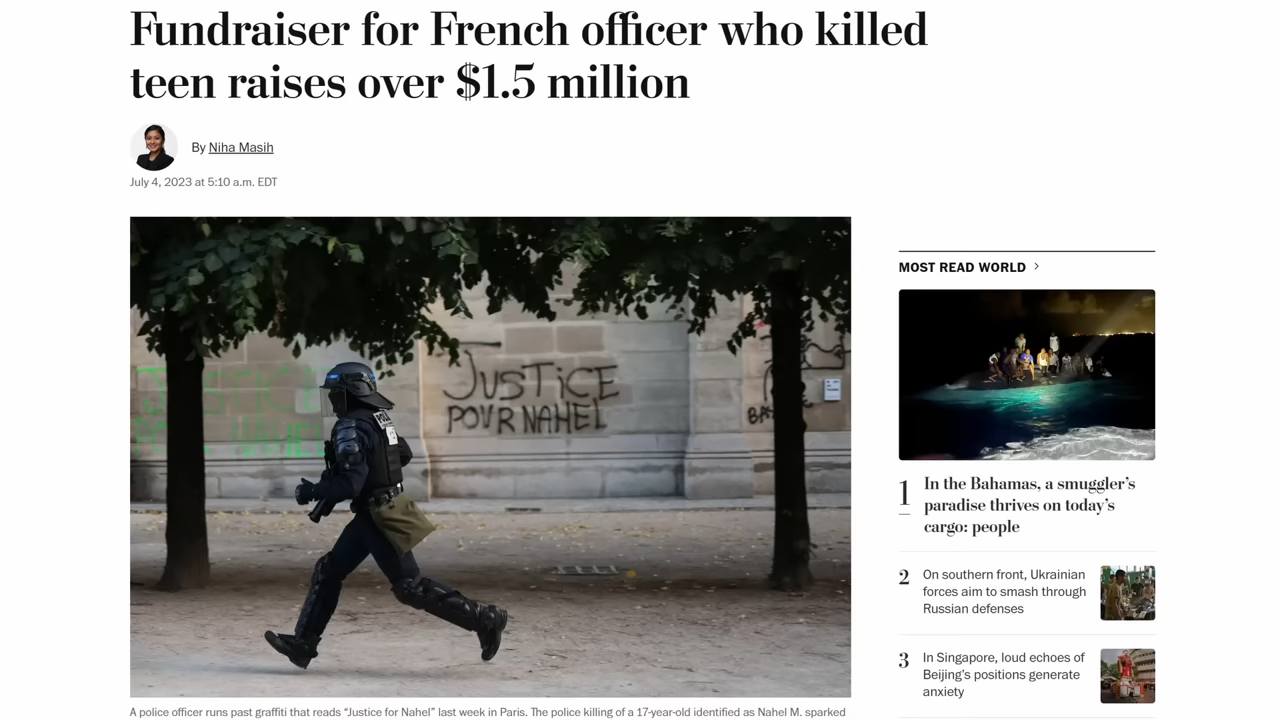 Fundraiser for French officer who killed
teen raises over $1.5 million
By Niha Masih
July 4, 2023 at 5:10 a.m. EDT
JUSTICE
POUR NAHEL
JUSTiCE
POVR NAHEL
MOST READ WORLD
1
In the Bahamas, a smuggler’s
paradise thrives on today’s
cargo: people
2
On southern front, Ukrainian
forces aim to smash through
Russian defenses
3
In Singapore, loud echoes of
Beijing's positions generate
anxiety
A police officer runs past graffiti that reads “Justice for Nahel” last week in Paris. The police killing of a 17-year-old identified as Nahel M. sparked